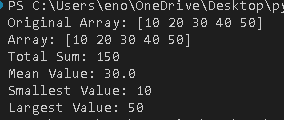 PS C:\Users\eno\OneDrive\Desktop\py
Original Array: [10 20 30 40 50]
Array: [10 20 30 40 50]
Total Sum: 150
Mean Value: 30.0
Smallest Value: 10
Largest Value: 50